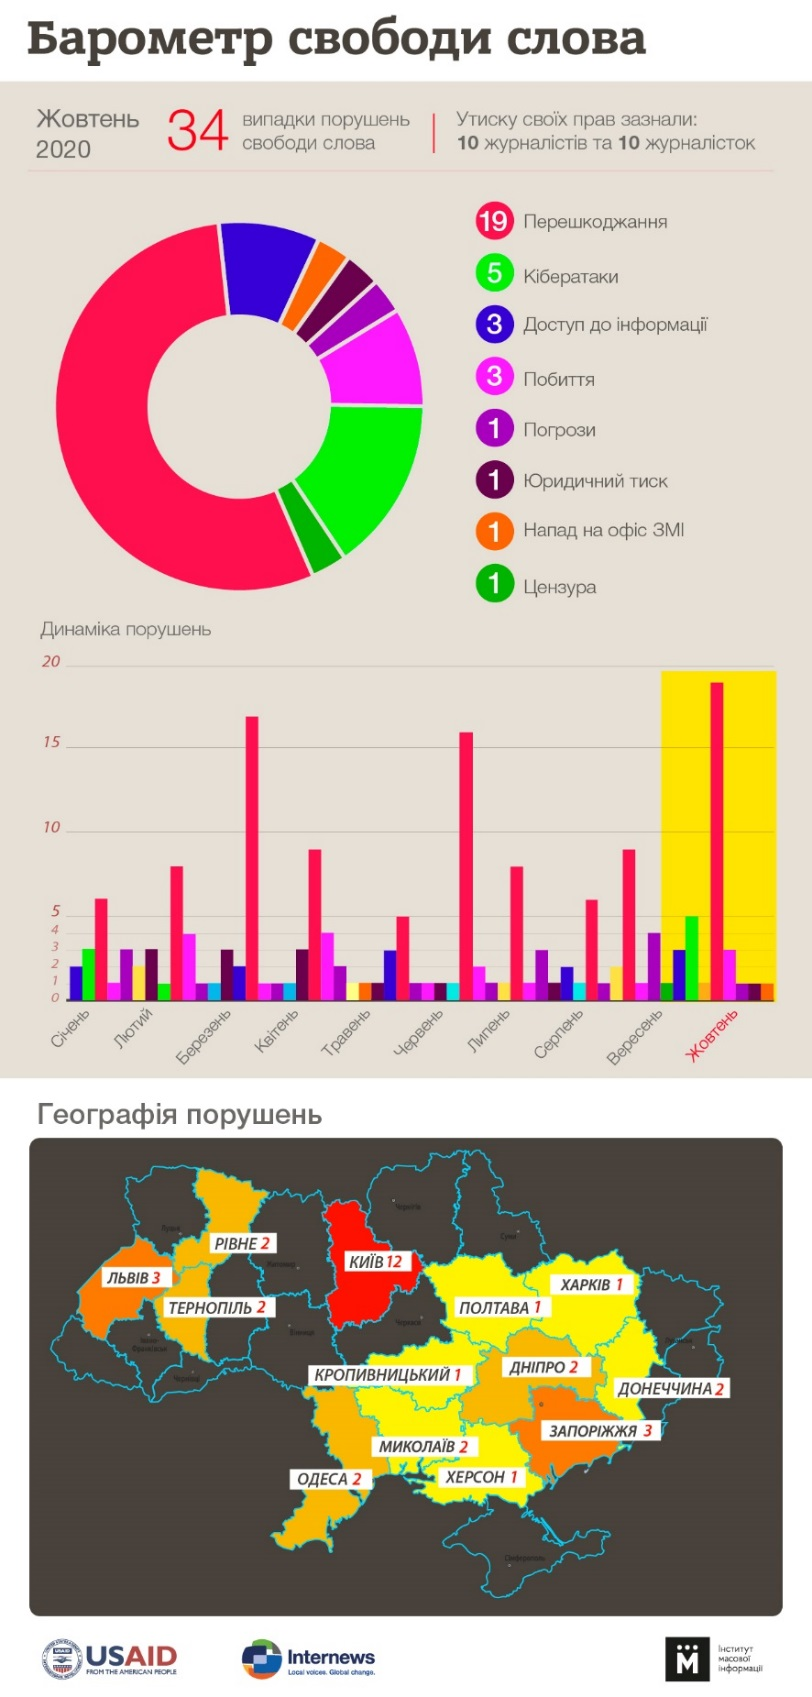 Барометр свободи слова
Жовтень
2020
34
випадки порушень
свободи слова
Утиску своїх прав зазнали:
10 журналістів та 10 журналісток
19 Перешкоджання
5 Кібератаки
3 Доступ до інформації
3 Побиття
1 Погрози
1 Юридичний тиск
1 Напад на офіс ЗМІ
1 Цензура
Динаміка порушень
20
15
10
5
4
3
2
1
0
Січень
Лютий
Березень
Квітень
Травень
Червень
Липень
Серпень
Вересень
Жовтень
Географія порушень
РІВНЕ 2
КИЇВ 12
ЛЬВІВ 3
ХАРКІВ 1
ТЕРНОПІЛЬ 2
ПОЛТАВА 1
КРОПИВНИЦЬКИЙ 1
ДНІПРО 2
ДОНЕЧЧИНА 2
ЗАПОРІЖЖЯ 3
МИКОЛАЇВ 2
ОДЕСА 2
ХЕРСОН 1
USAID
FROM THE AMERICAN PEOPLE
Internews
Local voices. Global change.
Інститут
масової
інформації